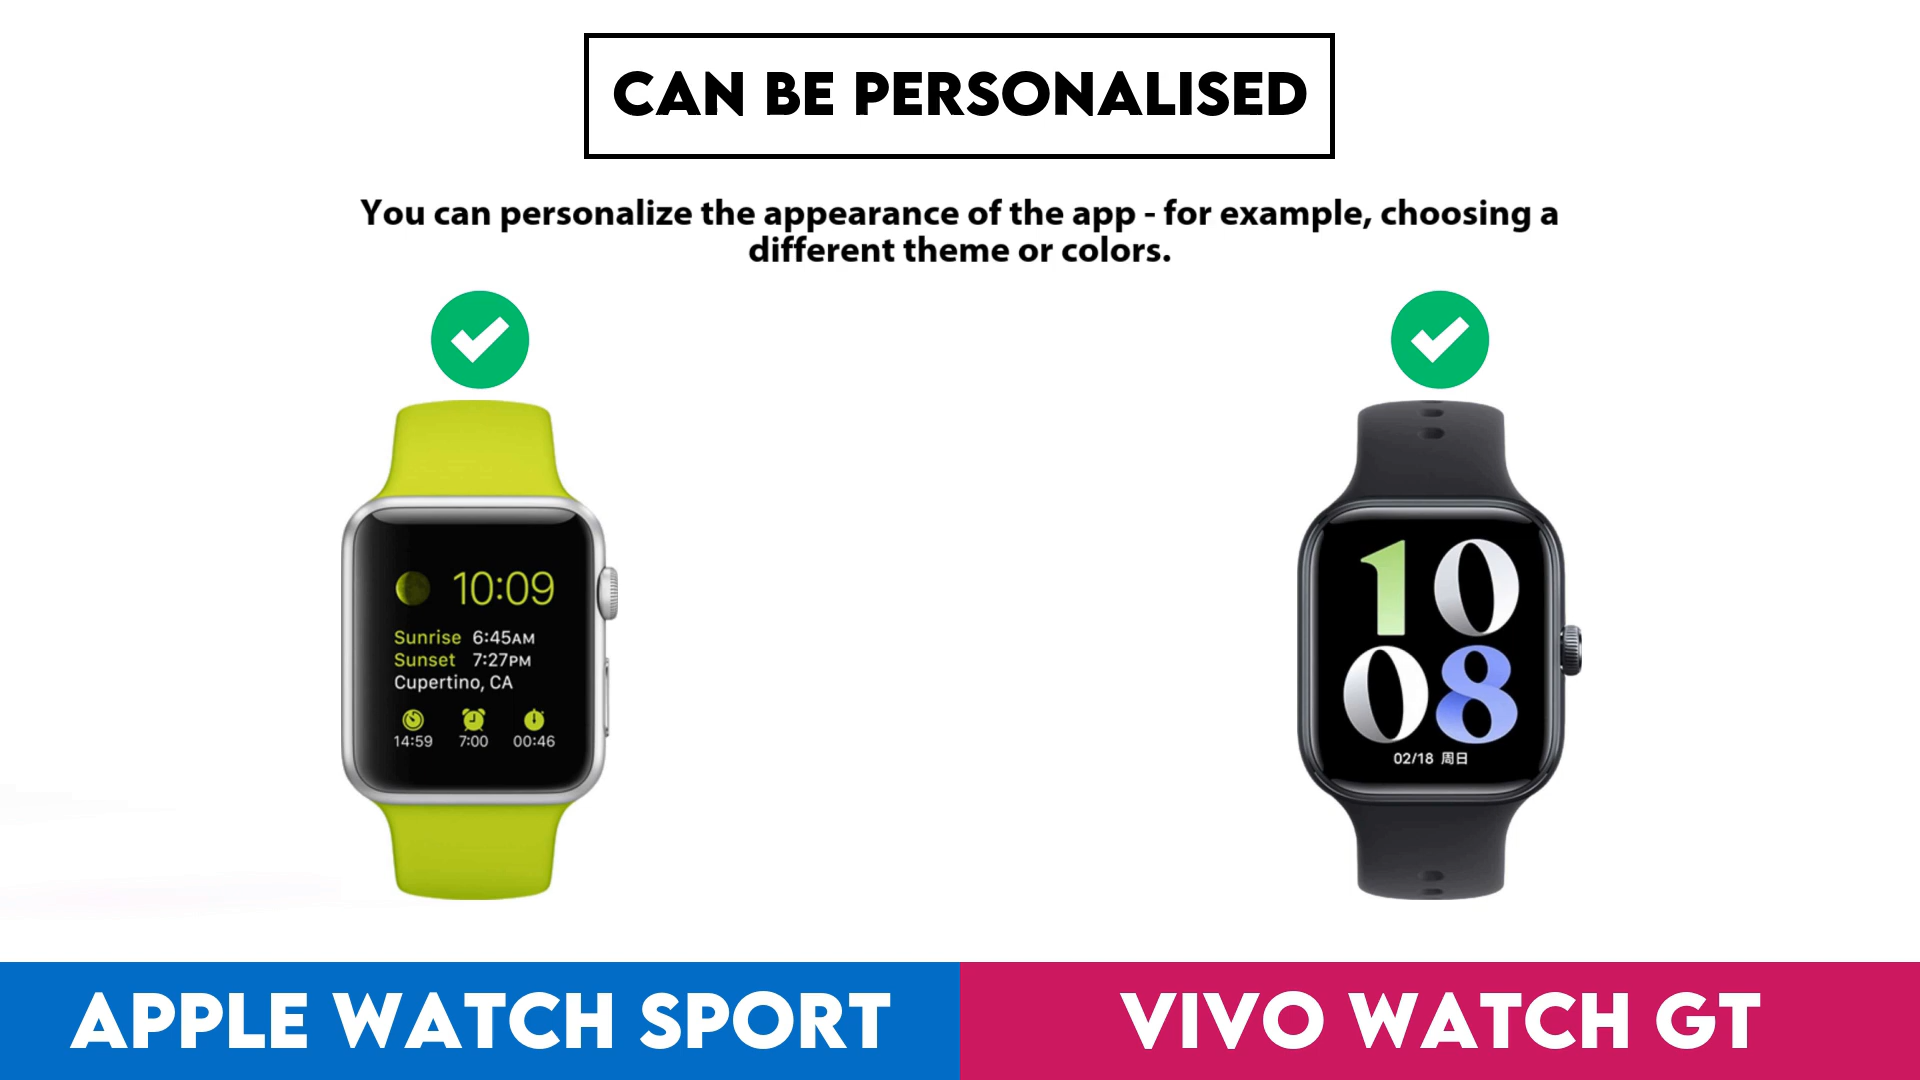 CAN BE PERSONALISED
You can personalize the appearance of the app - for example, choosing a
different theme or colors.
10:09
Sunrise 6:45AM
Sunset 7:27PM
Cupertino, CA
14:59 7:00 00:46
10
08
02/18 周日
APPLE WATCH SPORT
VIVO WATCH GT